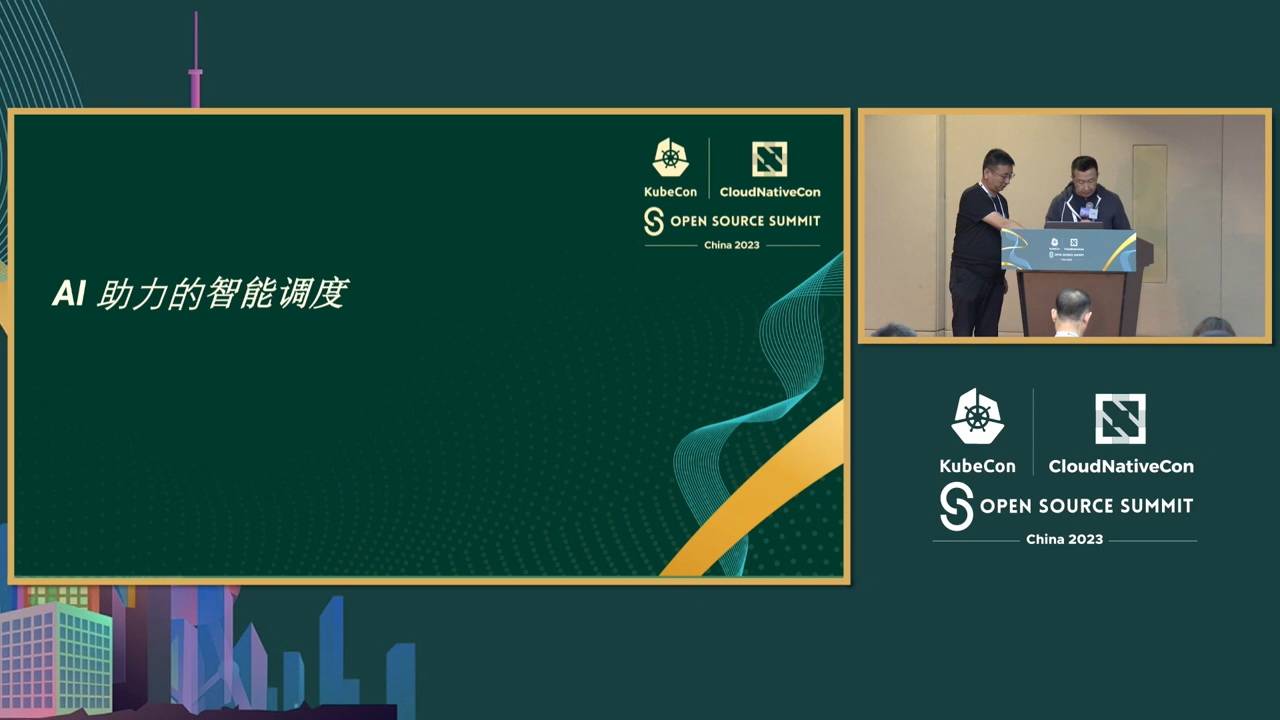 KubeCon
CloudNativeCon
OPEN SOURCE SUMMIT
China 2023
AI 助力的智能调度
KubeCon
CloudNativeCon
OPEN SOURCE SUMMIT
China 2023